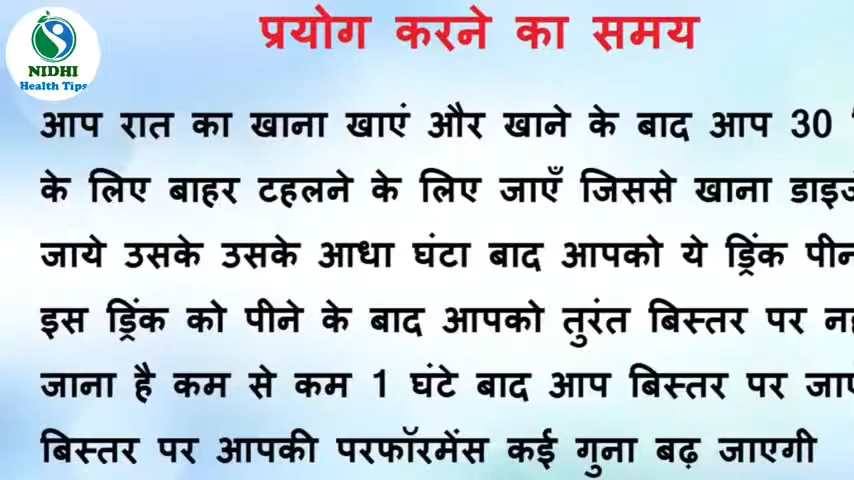 NIDHI
Health Tips
प्रयोग करने का समय
आप रात का खाना खाएं और खाने के बाद आप 30
के लिए बाहर टहलने के लिए जाएँ जिससे खाना
जाये उसके उसके आधा घंटा बाद आपको ये ड्रिंक
इस ड्रिंक को पीने के बाद आपको तुरंत बिस्तर पर
जाना है कम से कम 1 घंटे बाद आप बिस्तर पर
बिस्तर पर आपकी परफॉरमेंस कई गुना बढ़ जाएगी